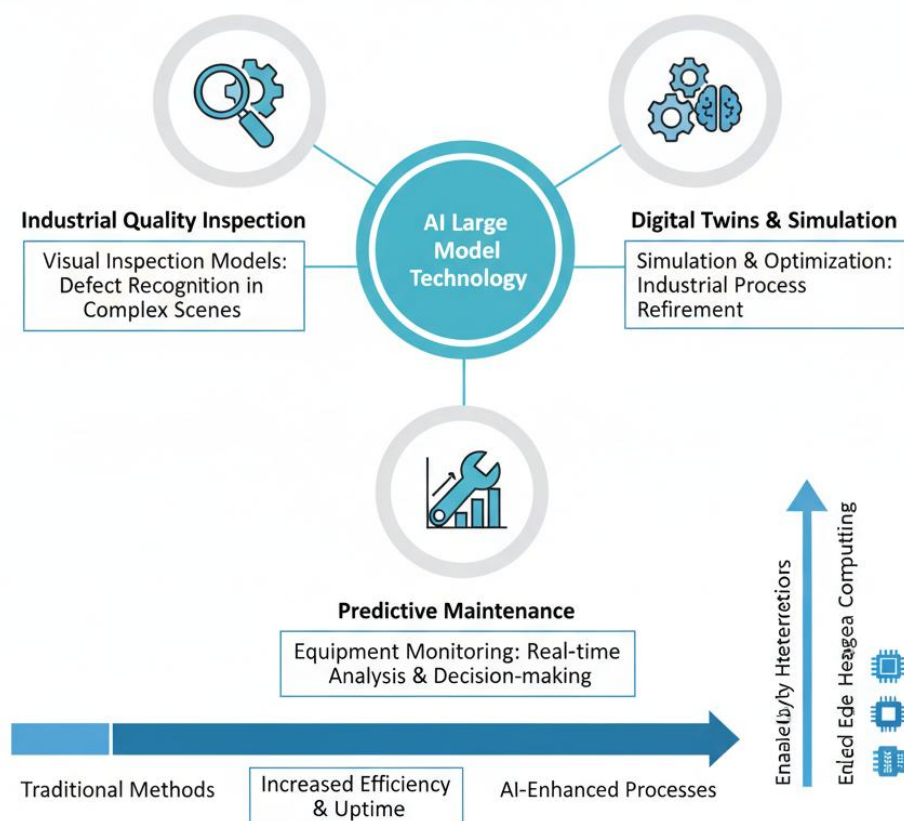 AI Large
Model
Technology
Industrial Quality Inspection
Visual Inspection Models:
Defect Recognition in
Complex Scenes
Digital Twins & Simulation
Simulation & Optimization:
Industrial Process
Refinement
Predictive Maintenance
Equipment Monitoring: Real-time
Analysis & Decision-making
Traditional Methods
Increased Efficiency
& Uptime
AI-Enhanced Processes
Computing